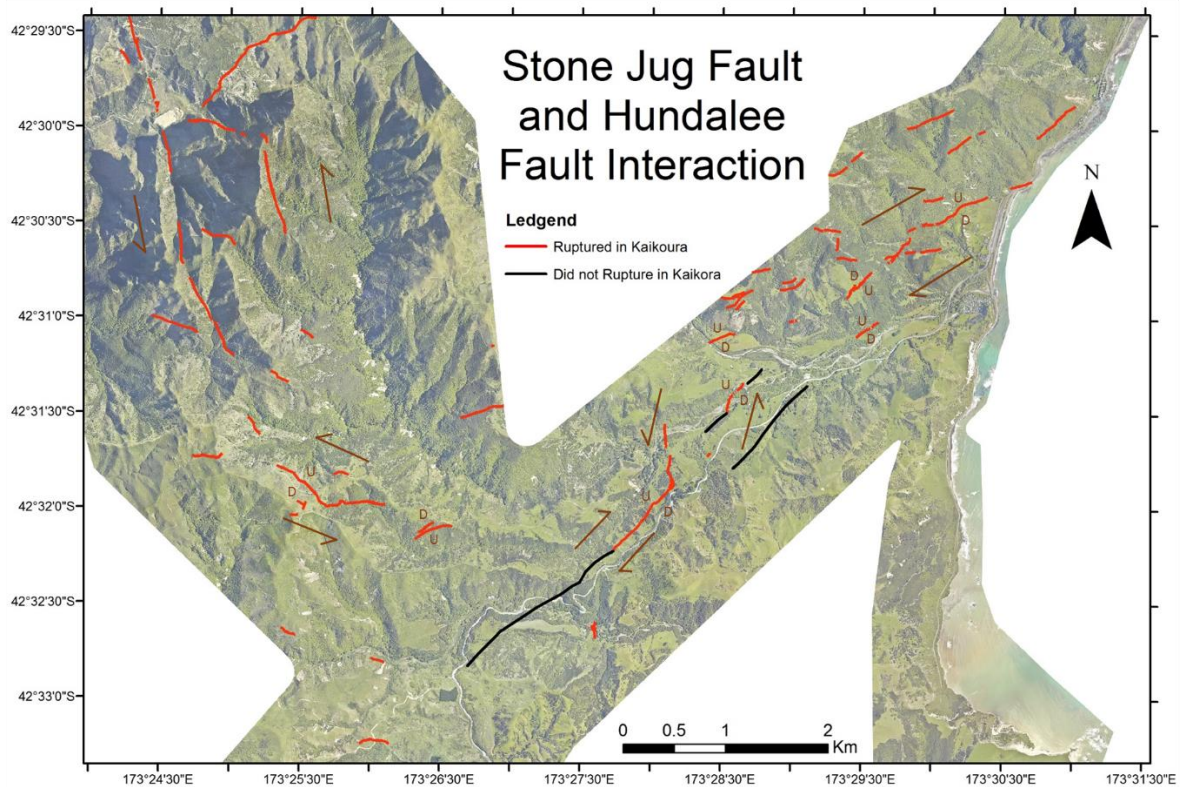 Stone Jug Fault
and Hundalee
Fault Interaction
Ledgend
Ruptured in Kaikoura
Did not Rupture in Kaikora
N
42°29'30"S
42°30'0"S
42°30'30"S
42°31'0"S
42°31'30"S
42°32'0"S
42°32'30"S
42°33'0"S
U
D
D
U
U
D
U
D
U
D
U
D
U
D
D
U
0 0.5 1 2
Km
173°24'30"E 173°25'30"E 173°26'30"E 173°27'30"E 173°28'30"E 173°29'30"E 173°30'30"E 173°31'30"E